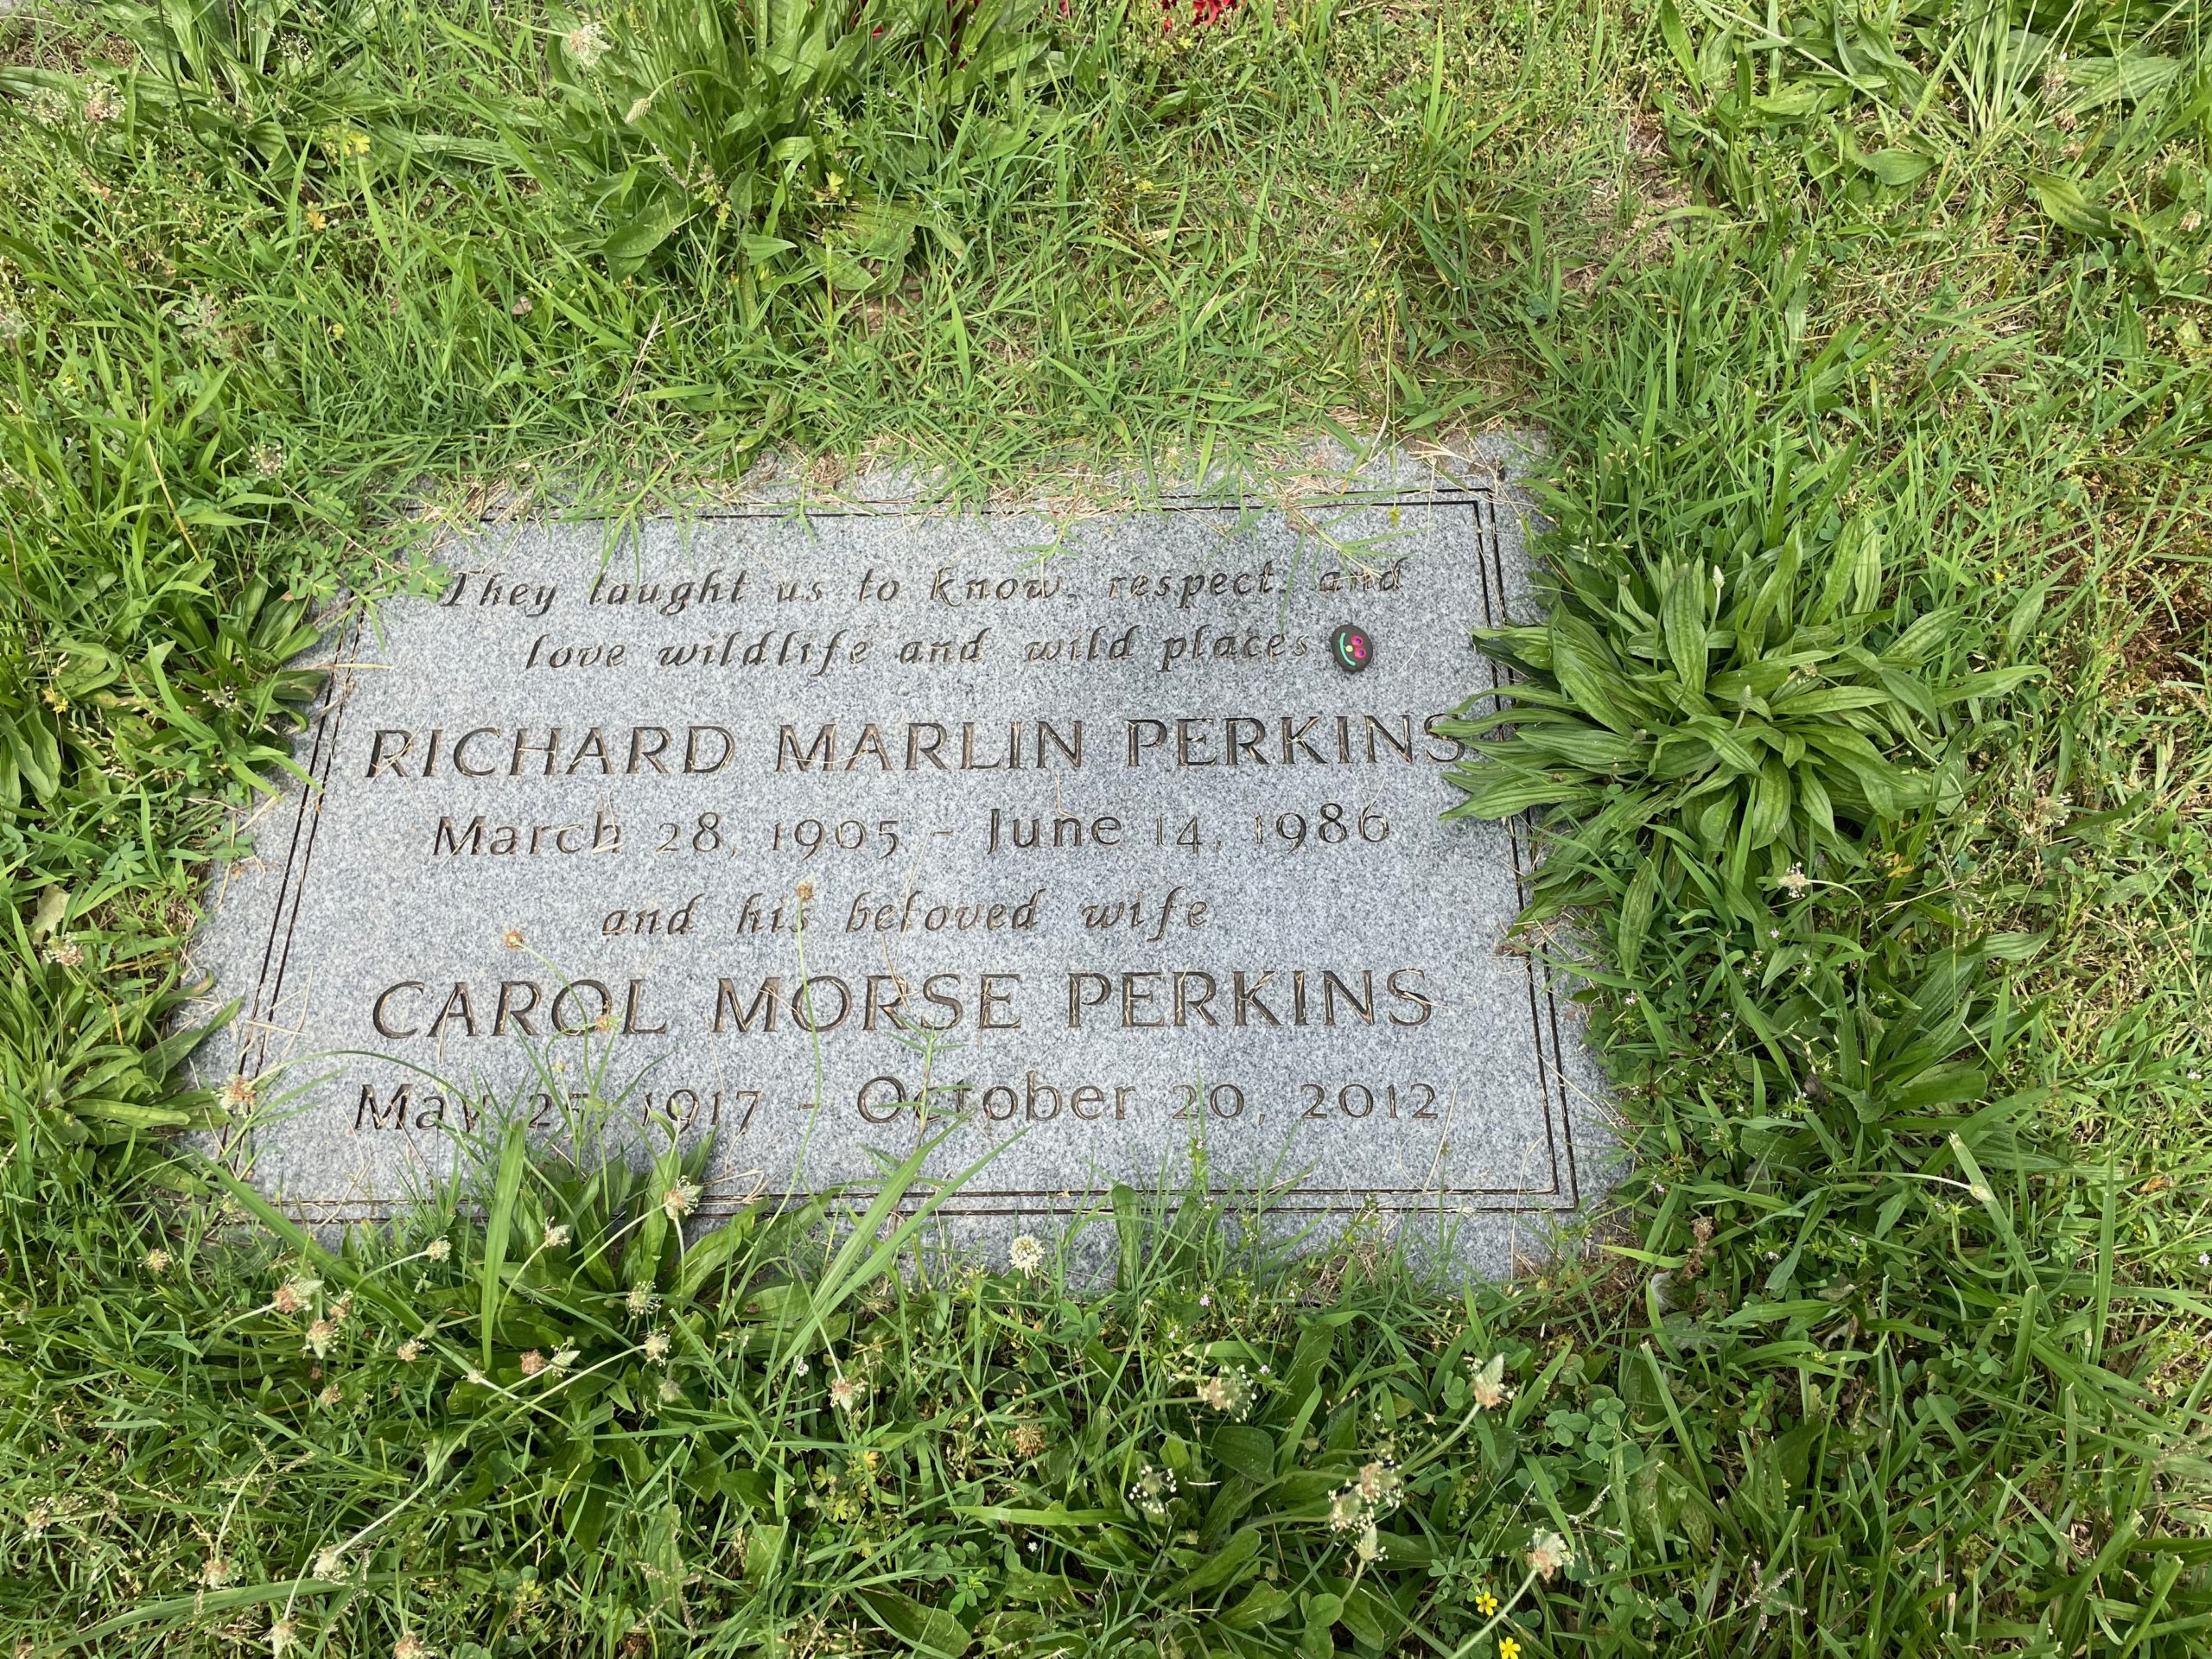 They taught us to know, respect, and
love wildlife and wild places
RICHARD MARLIN PERKINS
March 28, 1905 - June 14, 1986
and his beloved wife
CAROL MORSE PERKINS
May 1917 - October 20, 2012